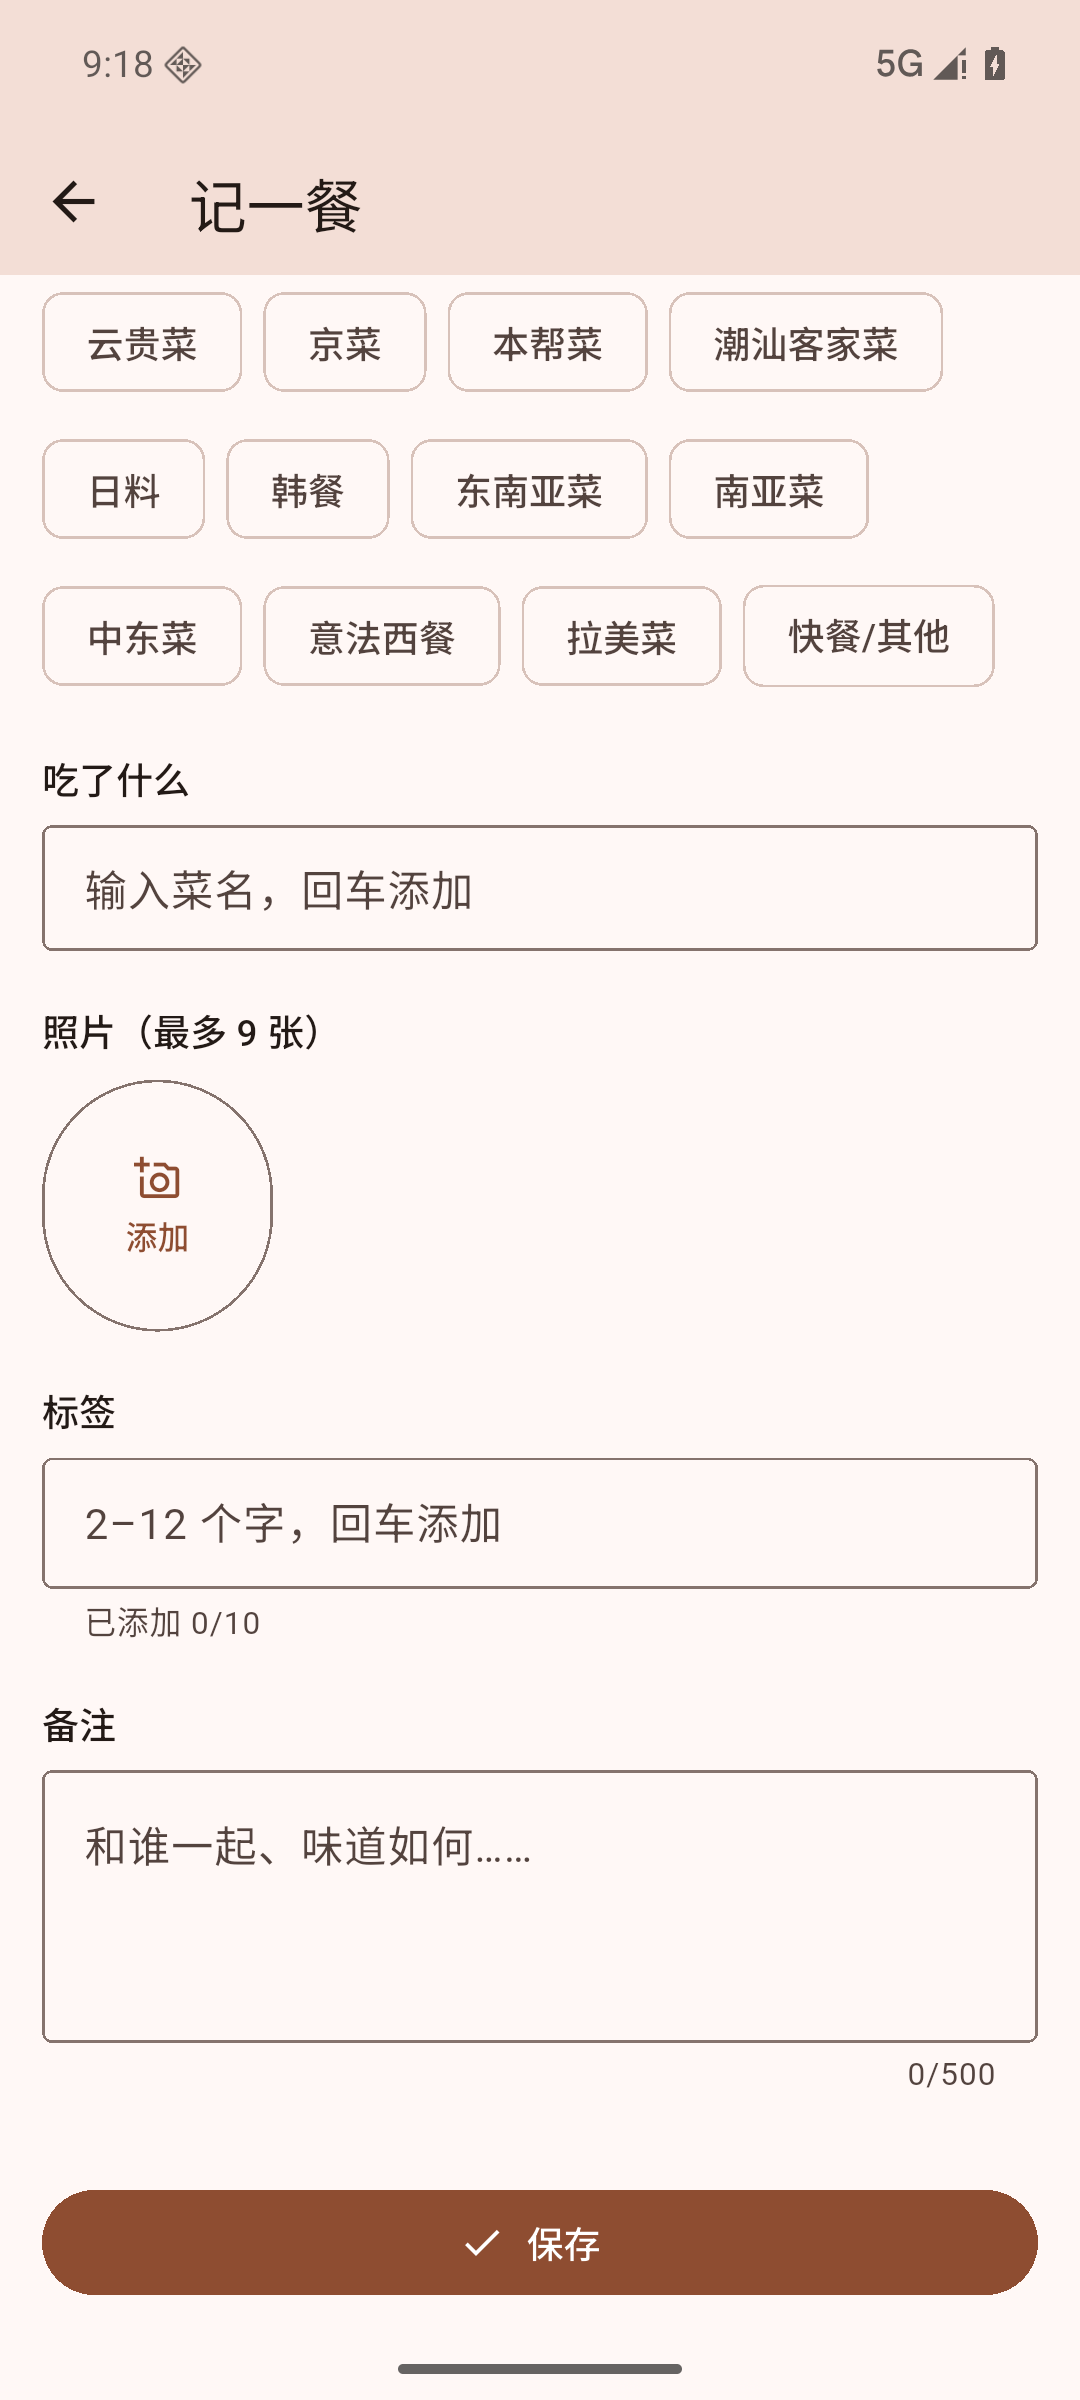 9:18 5G
记一餐
云贵菜 京菜 本帮菜 潮汕客家菜
日料 韩餐 东南亚菜 南亚菜
中东菜 意法西餐 拉美菜 快餐/其他
吃了什么
输入菜名，回车添加
照片（最多 9 张）
添加
标签
2–12 个字，回车添加
已添加 0/10
备注
和谁一起、味道如何……
0/500
保存